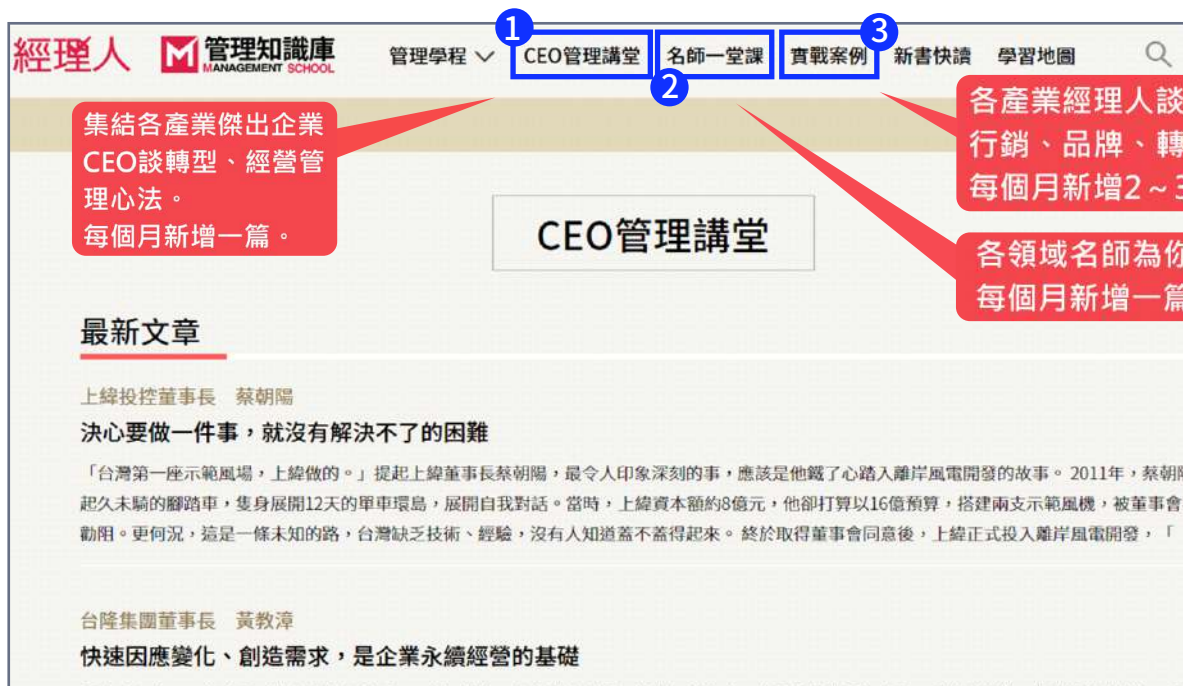 經理人
管理知識庫
MANAGEMENT SCHOOL
管理學程
1
CEO管理講堂
2
名師一堂課
3
實戰案例
新書快讀
學習地圖
集結各產業傑出企業
CEO談轉型、經營管
理心法。
每個月新增一篇。
各產業經理人談
行銷、品牌、轉
每個月新增2～3
各領域名師為你
每個月新增一篇
CEO管理講堂
最新文章
上緯投控董事長 蔡朝陽
決心要做一件事，就沒有解決不了的困難
「台灣第一座示範風場，上緯做的。」提起上緯董事長蔡朝陽，最令人印象深刻的事，應該是他鐵了心踏入離岸風電開發的故事。 2011年，蔡朝陽
起久未騎的腳踏車，隻身展開12天的單車環島，展開自我對話。當時，上緯資本額約8億元，他卻打算以16億預算，搭建兩支示範風機，被董事會
勸阻。更何況，這是一條未知的路，台灣缺乏技術、經驗，沒有人知道蓋不蓋得起來。 終於取得董事會同意後，上緯正式投入離岸風電開發，「
台隆集團董事長 黃教漳
快速因應變化、創造需求，是企業永續經營的基礎